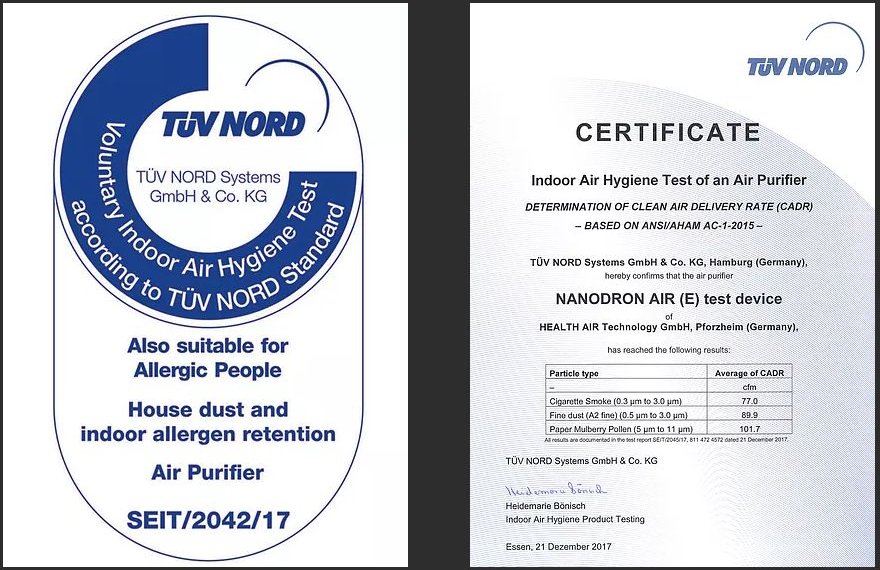 TÜV NORD
TÜV NORD Systems
GmbH & Co. KG
Voluntary Indoor Air Hygiene Test
according to TÜV NORD Standard
Also suitable for
Allergic People
House dust and
indoor allergen retention
Air Purifier
SEIT/2042/17
TÜV NORD
CERTIFICATE
Indoor Air Hygiene Test of an Air Purifier
DETERMINATION OF CLEAN AIR DELIVERY RATE (CADR)
– BASED ON ANSI/AHAM AC-1-2015 –
TÜV NORD Systems GmbH & Co. KG, Hamburg (Germany),
hereby confirms that the air purifier
NANODRON AIR (E) test device
of
HEALTH AIR Technology GmbH, Pforzheim (Germany),
has reached the following results:
Particle type Average of CADR
– cfm
Cigarette Smoke (0.3 µm to 3.0 µm) 77.0
Fine dust (A2 fine) (0.5 µm to 3.0 µm) 89.9
Paper Mulberry Pollen (5 µm to 11 µm) 101.7
All results are documentated in the test report SE/T/2045/17, 811 472 4572 dated 21 December 2017.
TÜV NORD Systems GmbH & Co. KG
Heidemarie Bönisch
Heidemarie Bönisch
Indoor Air Hygiene Product Testing
Essen, 21 Dezember 2017